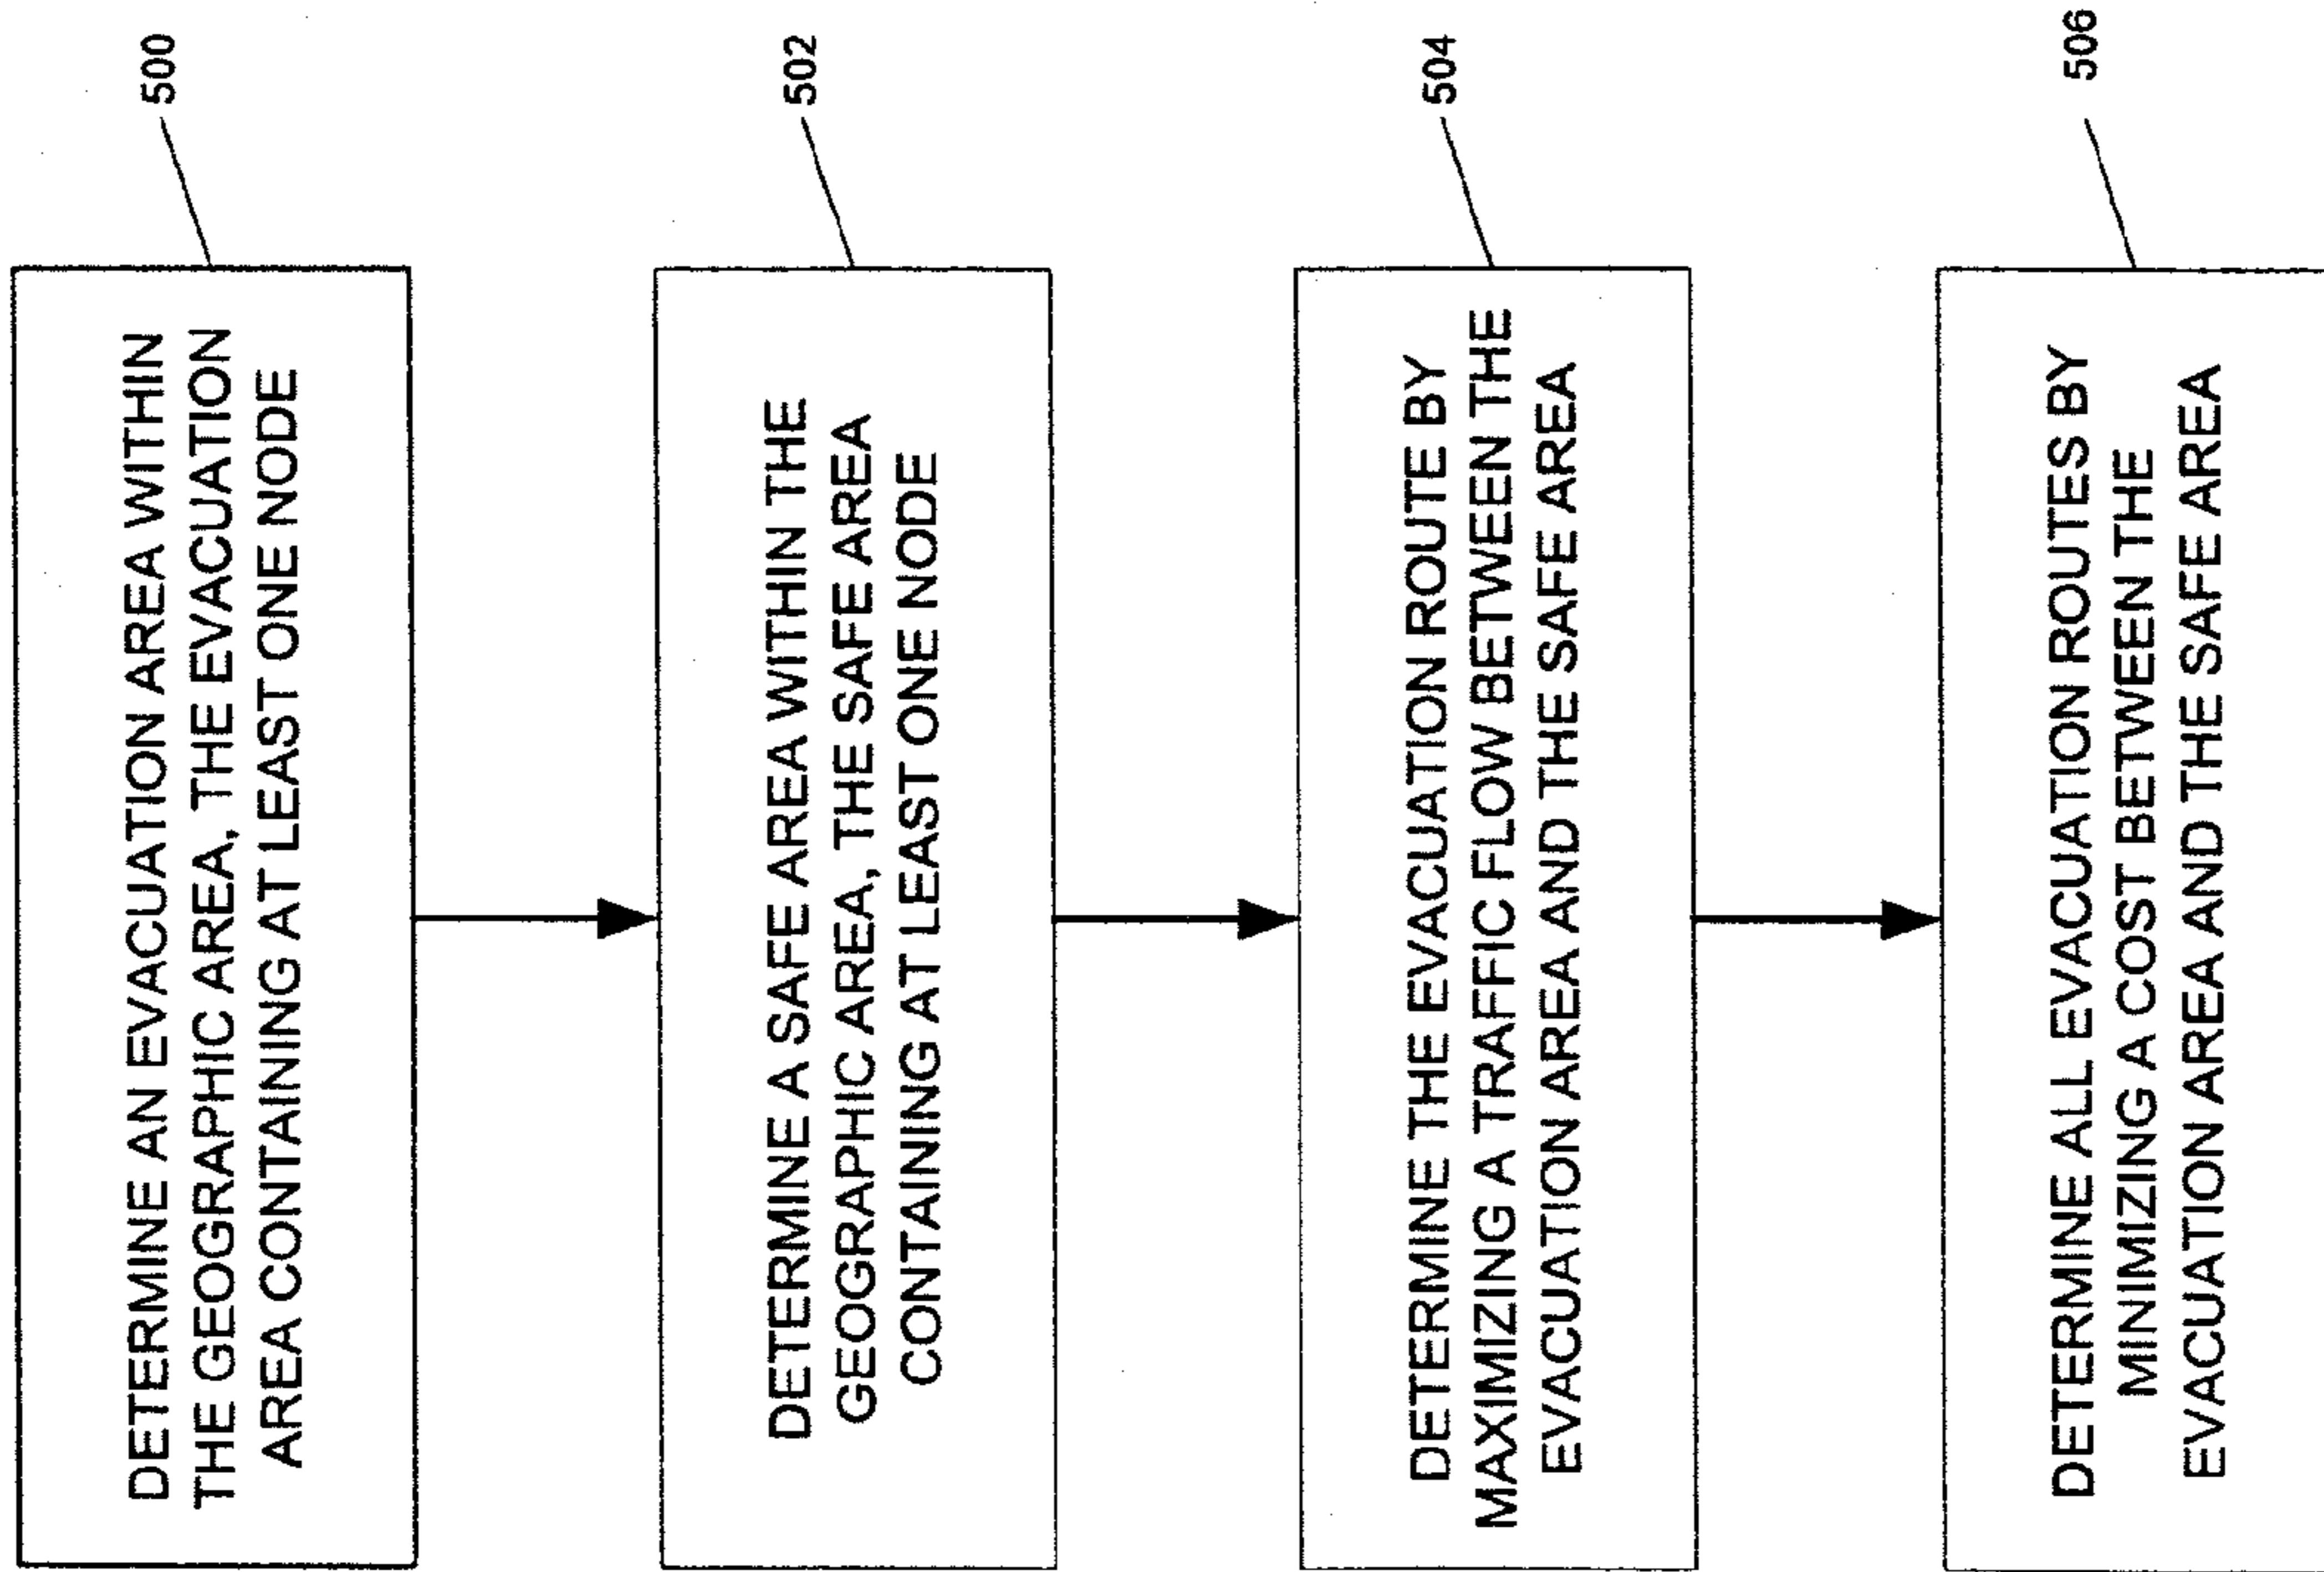 500
DETERMINE AN EVACUATION AREA WITHIN
THE GEOGRAPHIC AREA, THE EVACUATION
AREA CONTAINING AT LEAST ONE NODE
502
DETERMINE A SAFE AREA WITHIN THE
GEOGRAPHIC AREA, THE SAFE AREA
CONTAINING AT LEAST ONE NODE
504
DETERMINE THE EVACUATION ROUTE BY
MAXIMIZING A TRAFFIC FLOW BETWEEN THE
EVACUATION AREA AND THE SAFE AREA
506
DETERMINE ALL EVACUATION ROUTES BY
MINIMIZING A COST BETWEEN THE
EVACUATION AREA AND THE SAFE AREA